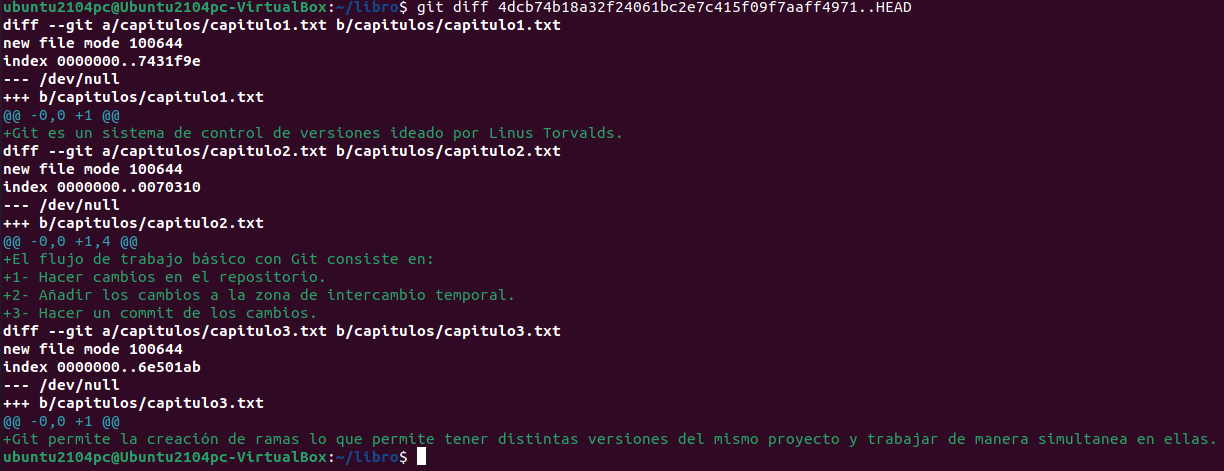 ubuntu2104pc@Ubuntu2104pc-VirtualBox:~/libro$ git diff 4dcb74b18a32f24061bc2e7c415f09f7aaff4971..HEAD
diff --git a/capitulos/capitulo1.txt b/capitulos/capitulo1.txt
new file mode 100644
index 0000000..7431f9e
--- /dev/null
+++ b/capitulos/capitulo1.txt
@@ -0,0 +1 @@
+Git es un sistema de control de versiones ideado por Linus Torvalds.
diff --git a/capitulos/capitulo2.txt b/capitulos/capitulo2.txt
new file mode 100644
index 0000000..0070310
--- /dev/null
+++ b/capitulos/capitulo2.txt
@@ -0,0 +1,4 @@
+El flujo de trabajo básico con Git consiste en:
+1- Hacer cambios en el repositorio.
+2- Añadir los cambios a la zona de intercambio temporal.
+3- Hacer un commit de los cambios.
diff --git a/capitulos/capitulo3.txt b/capitulos/capitulo3.txt
new file mode 100644
index 0000000..6e501ab
--- /dev/null
+++ b/capitulos/capitulo3.txt
@@ -0,0 +1 @@
+Git permite la creación de ramas lo que permite tener distintas versiones del mismo proyecto y trabajar de manera simultanea en ellas.
ubuntu2104pc@Ubuntu2104pc-VirtualBox:~/libro$